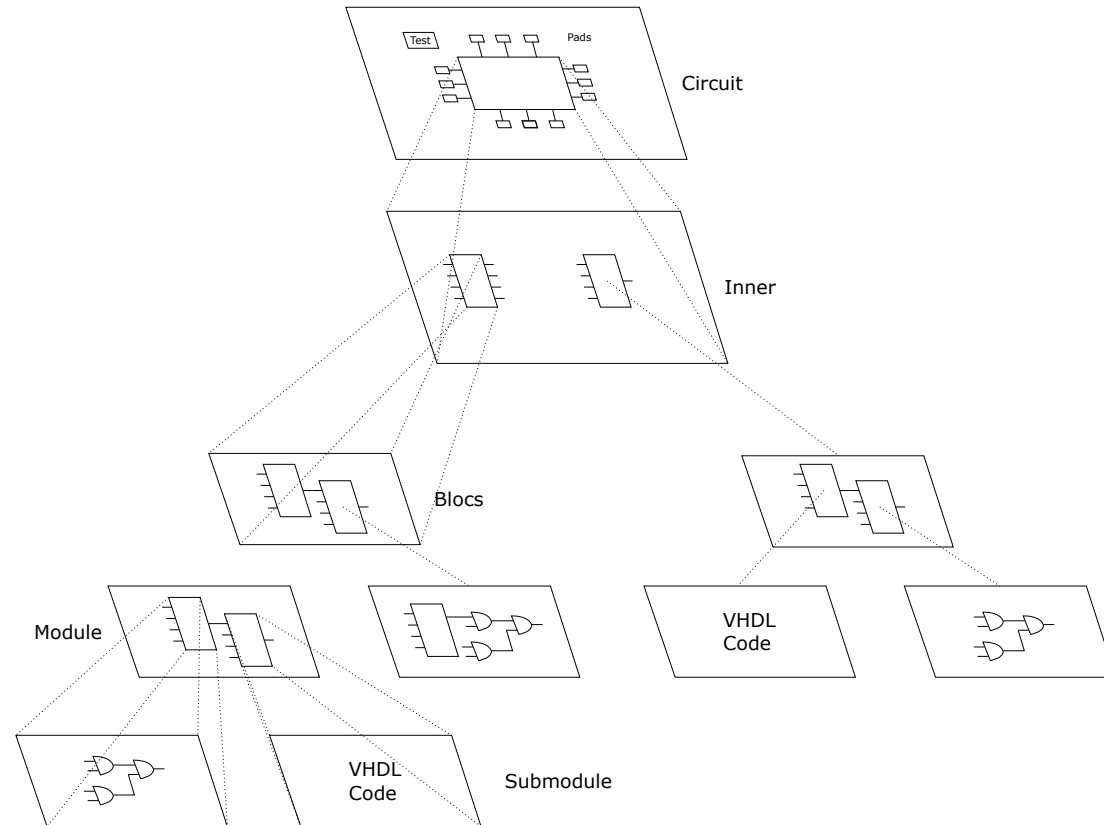 Test
Pads
Circuit
Inner
Blocs
Module
VHDL
Code
VHDL
Code
Submodule